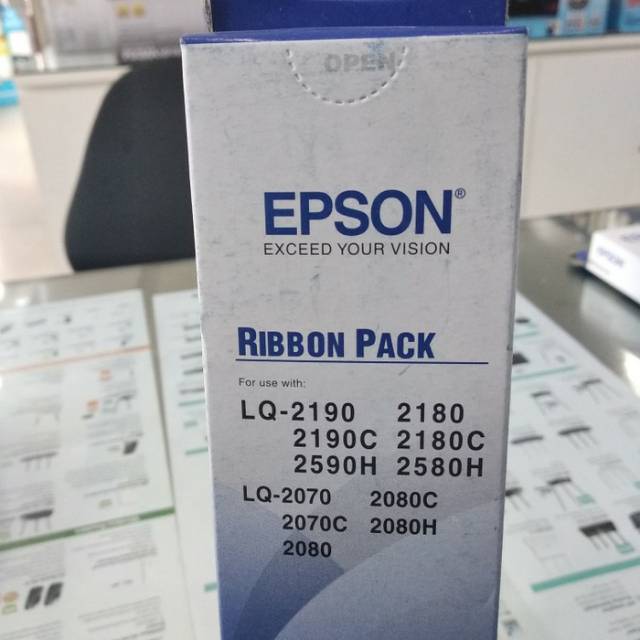 OPEN
EPSON®
EXCEED YOUR VISION
RIBBON PACK
For use with:
LQ-2190 2180
2190C 2180C
2590H 2580H
LQ-2070 2080C
2070C 2080H
2080